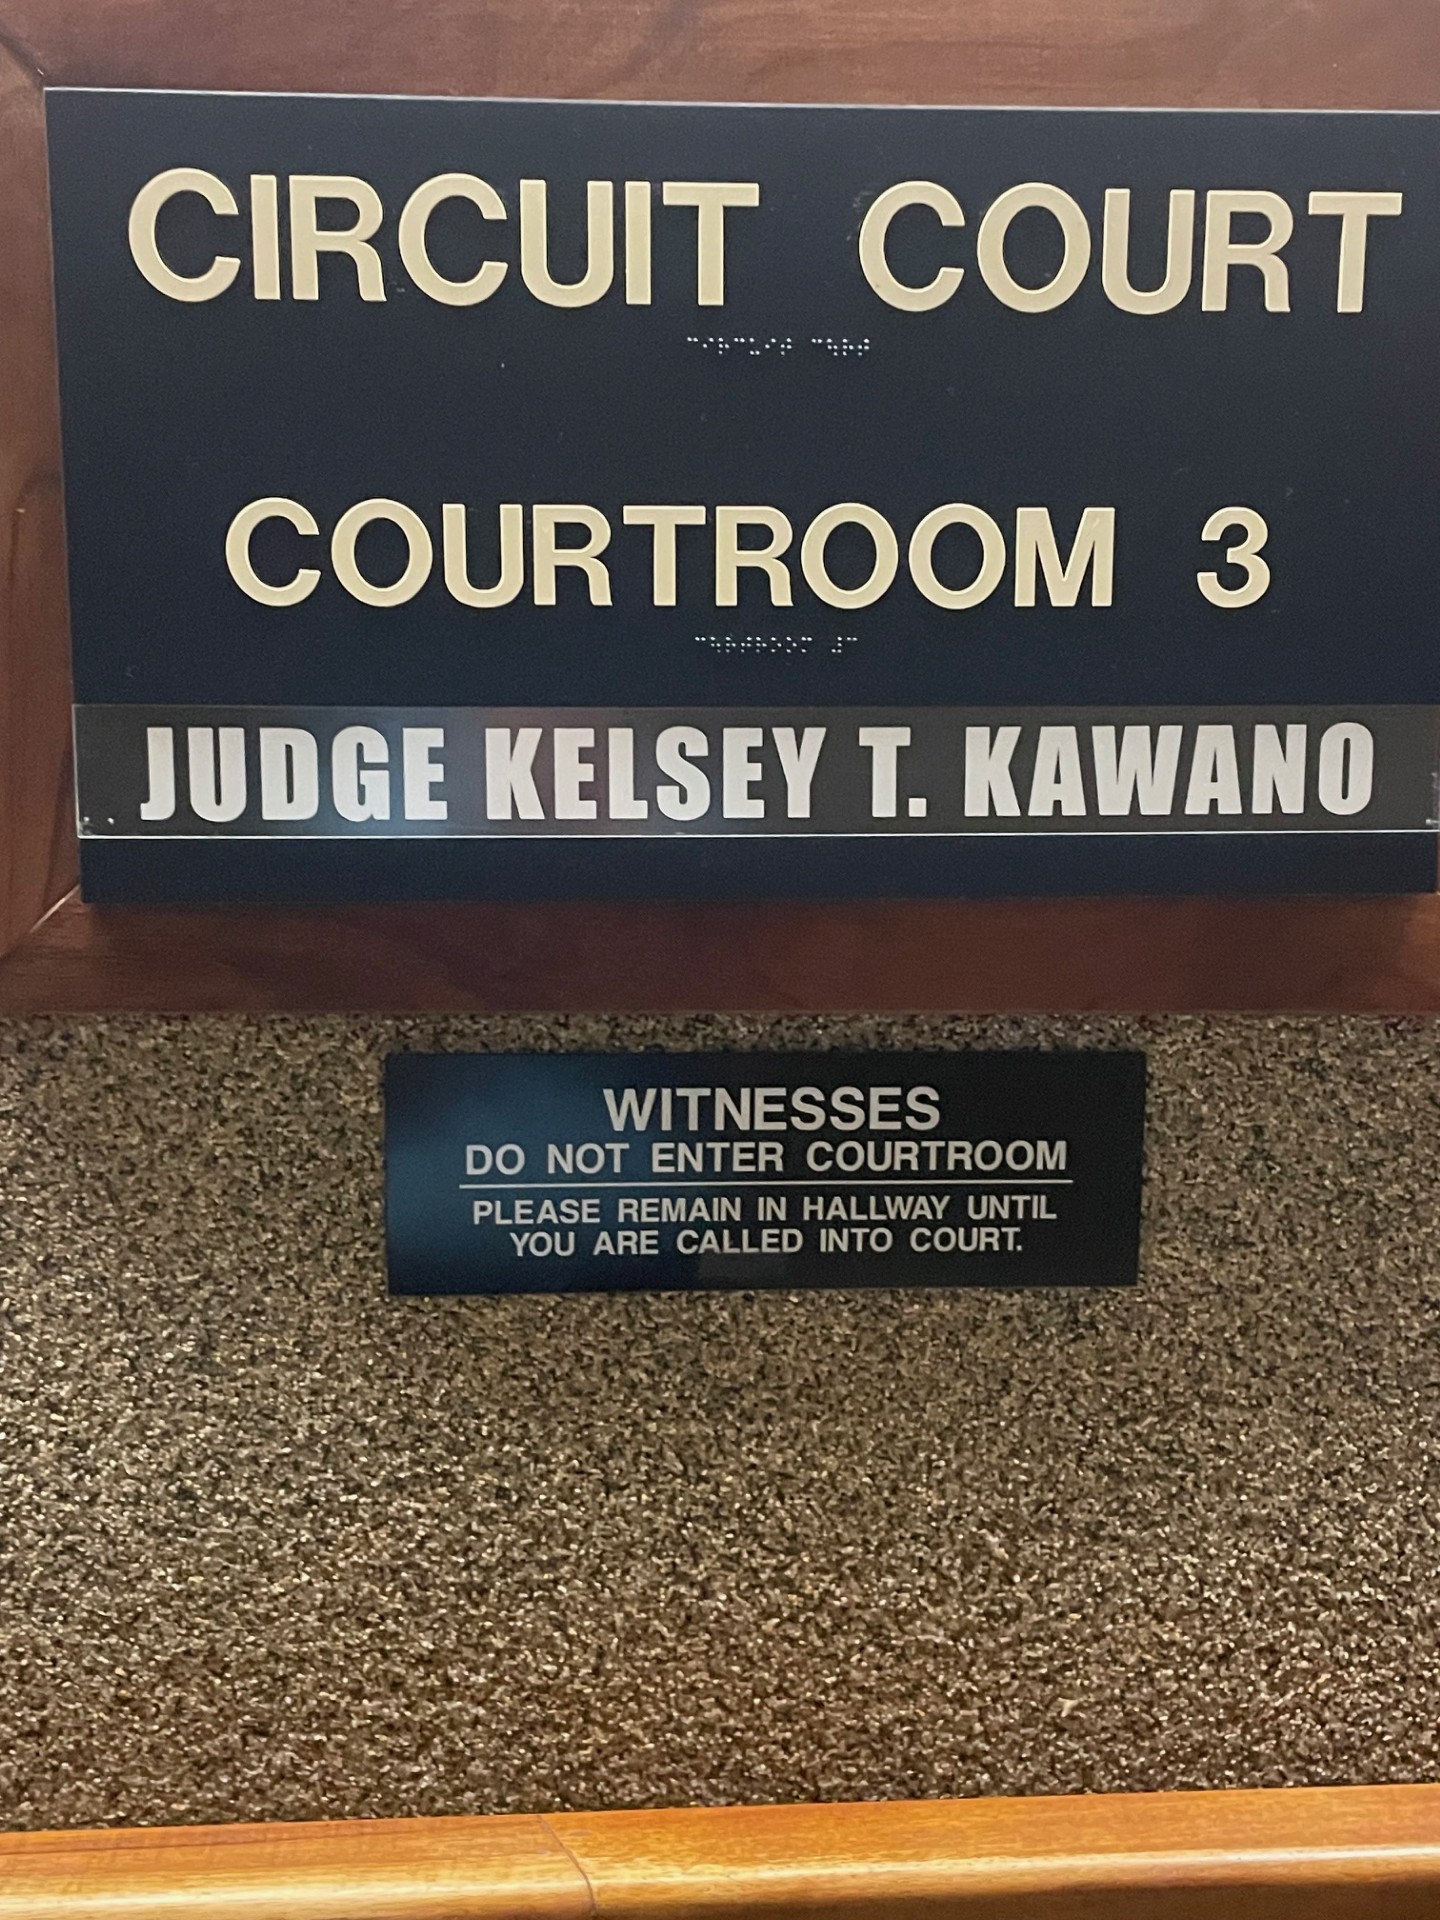 CIRCUIT COURT
COURTROOM 3
JUDGE KELSEY T. KAWANO
WITNESSES
DO NOT ENTER COURTROOM
PLEASE REMAIN IN HALLWAY UNTIL
YOU ARE CALLED INTO COURT.